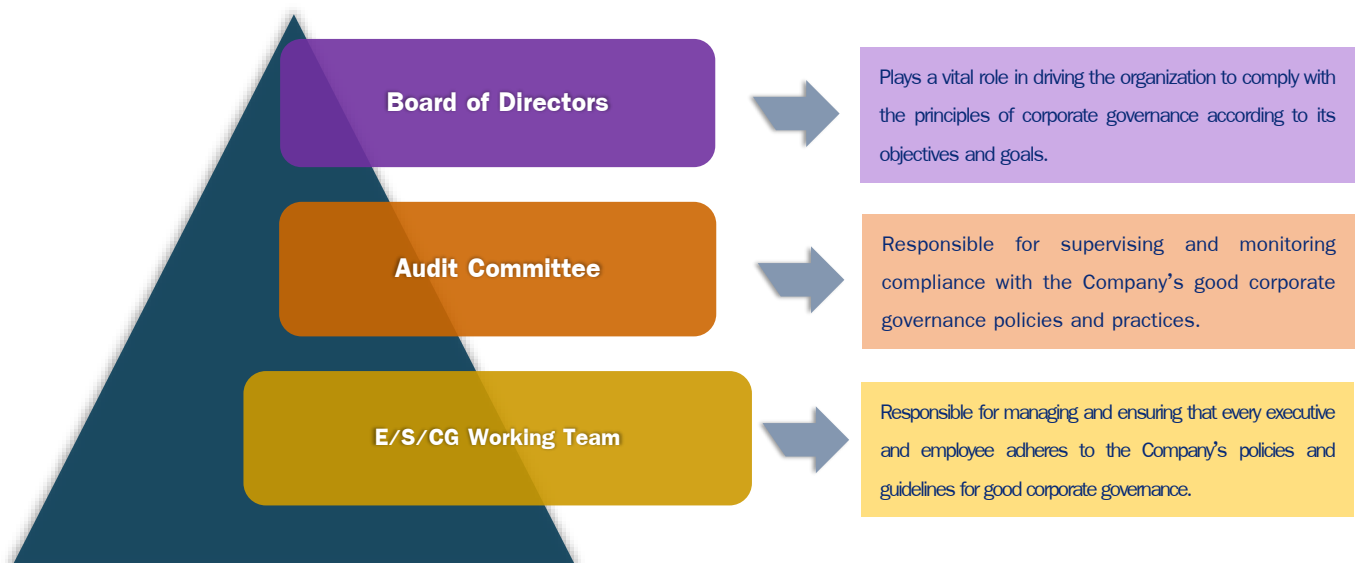 Board of Directors
Plays a vital role in driving the organization to comply with
the principles of corporate governance according to its
objectives and goals.
Audit Committee
Responsible for supervising and monitoring
compliance with the Company’s good corporate
governance policies and practices.
E/S/CG Working Team
Responsible for managing and ensuring that every executive
and employee adheres to the Company’s policies and
guidelines for good corporate governance.